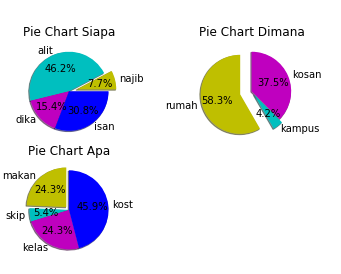 Pie Chart Siapa
alit
46.2%
7.7%
najib
15.4%
30.8%
dika
isan
Pie Chart Dimana
37.5%
kosan
58.3%
rumah
4.2%
kampus
Pie Chart Apa
makan
24.3%
45.9%
kost
skip
5.4%
24.3%
kelas